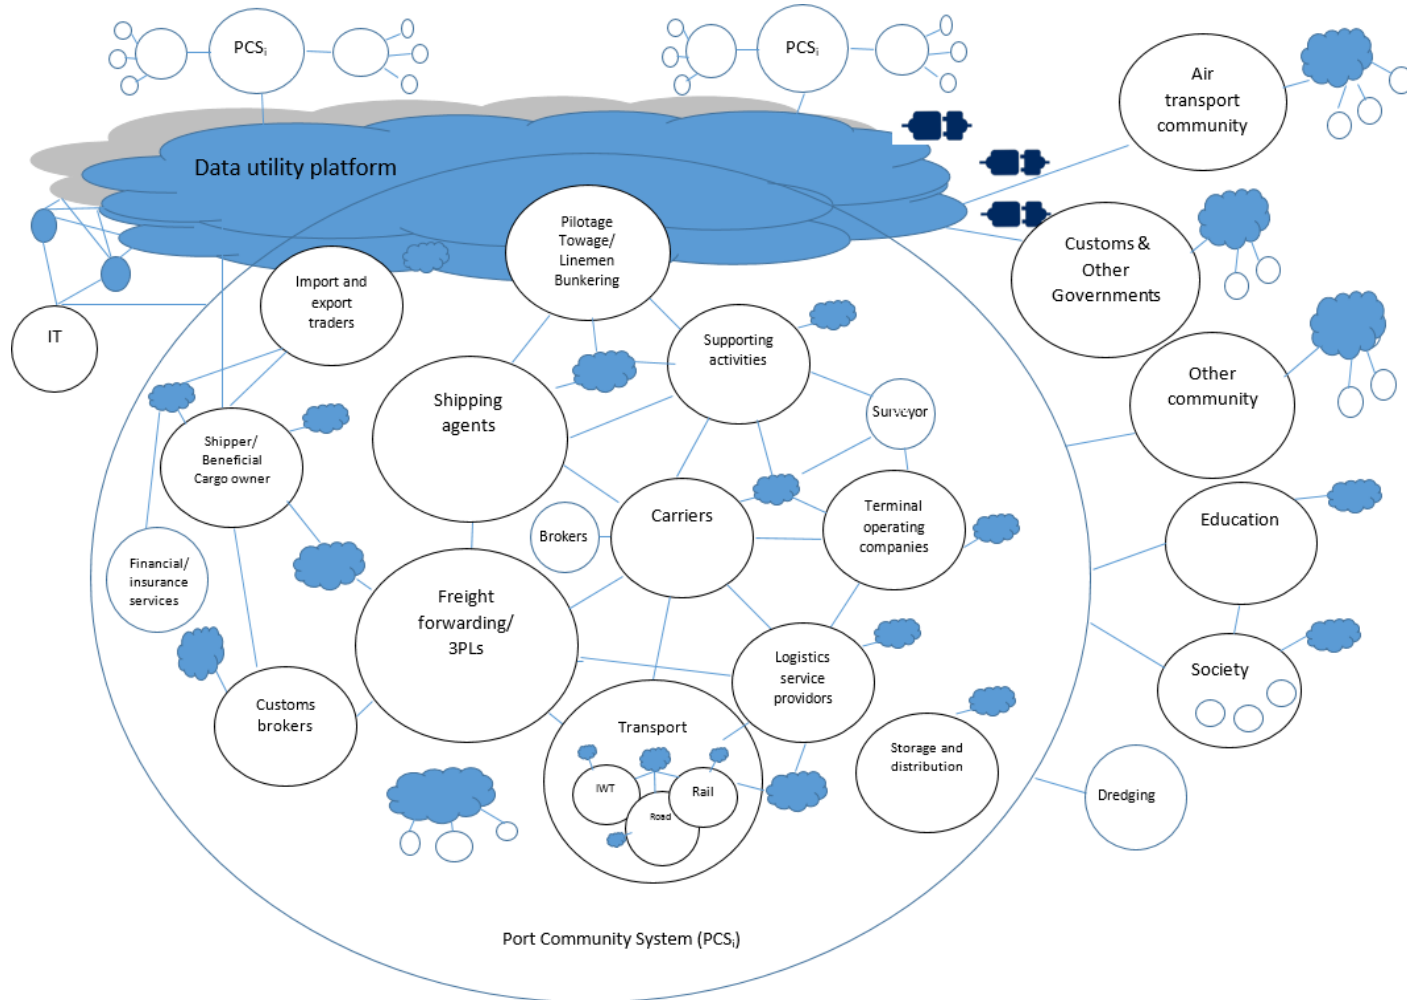 PCSi
PCSi
Air
transport
community
Data utility platform
Pilotage
Towage/
Linemen
Bunkering
Customs &
Other
Governments
Import and
export
traders
IT
Supporting
activities
Other
community
Shipping
agents
Surveyor
Shipper/
Beneficial
Cargo owner
Carriers
Terminal
operating
companies
Education
Brokers
Financial/
insurance
services
Freight
forwarding/
3PLs
Logistics
service
providors
Society
Customs
brokers
Transport
Storage and
distribution
IWT
Rail
Road
Dredging
Port Community System (PCSi)